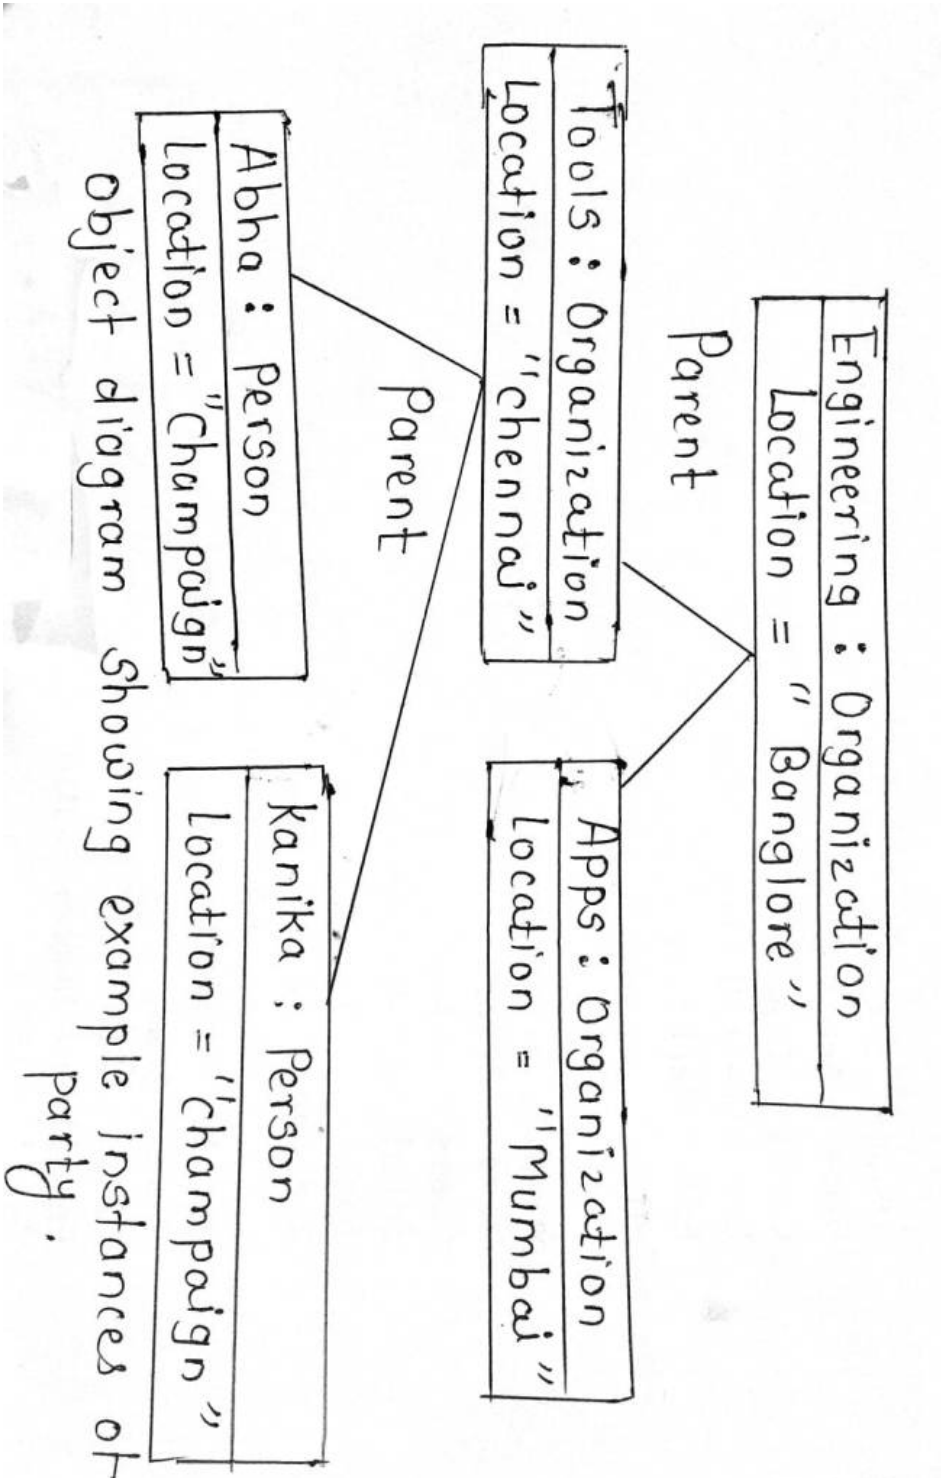 Engineering : Organization
Location = "Banglore"
Parent
Tools : Organization
Location = "chennai"
Apps : Organization
Location = "Mumbai"
Parent
Abha : Person
Location = "Champaign"
Kanika : Person
Location = "Champaign"
Object diagram showing example instances of
party.